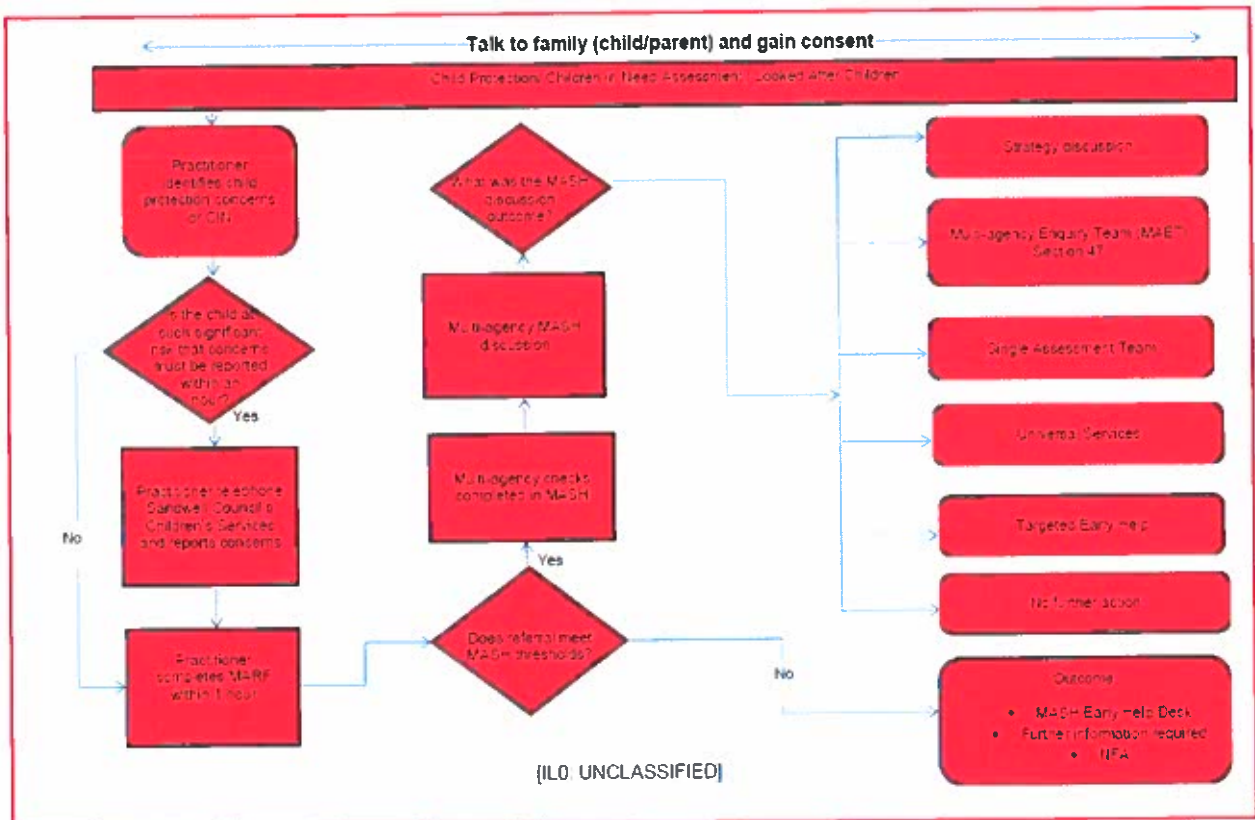 Talk to family (child/parent) and gain consent
Child Protection/ Children in Need Assessment / Looked After Children
Practitioner
identifies child
protection concerns
or CIN
Is the child at
such significant
risk that concerns
must be reported
within an
hour?
Yes
No
Practitioner telephone
Sandwell Council's
Children's Services
and reports concerns
Practitioner
completes MARF
within 1 hour
What was the MASH
discussion
outcome?
Multi-agency MASH
discussion
Multi-agency checks
completed in MASH
Yes
Does referral meet
MASH thresholds?
No
Strategy discussion
Multi-agency Enquiry Team (MAET)
Section 47
Single Assessment Team
Universal Services
Targeted Early Help
No further action
Outcome
• MASH Early Help Desk
• Further information required
• NFA
[IL0: UNCLASSIFIED]